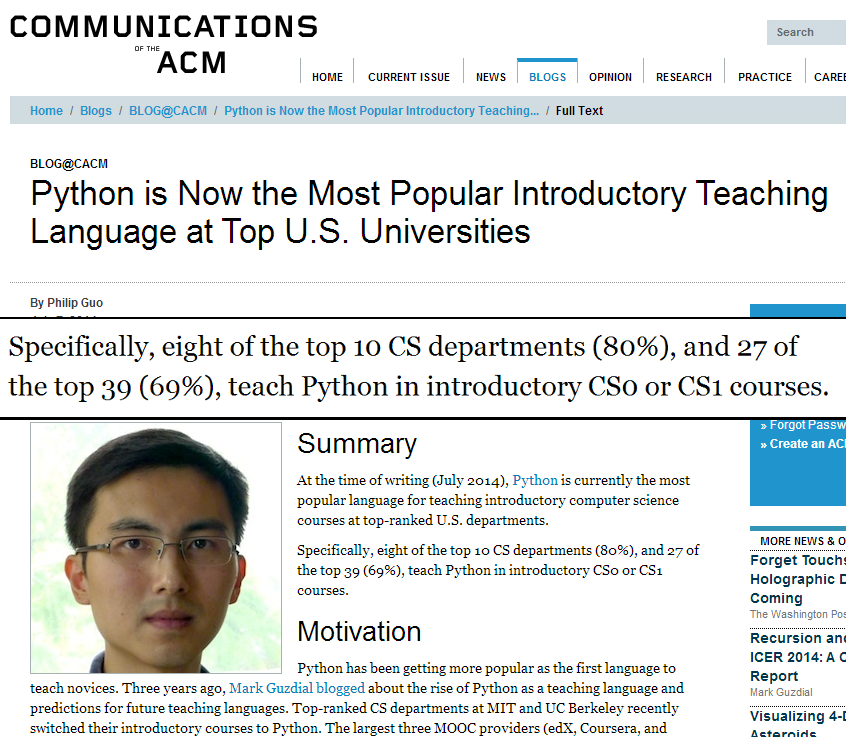 COMMUNICATIONS
OF THE
ACM
Search
HOME
CURRENT ISSUE
NEWS
BLOGS
OPINION
RESEARCH
PRACTICE
Home / Blogs / BLOG@CACM / Python is Now the Most Popular Introductory Teaching... / Full Text
BLOG@CACM
Python is Now the Most Popular Introductory Teaching
Language at Top U.S. Universities
By Philip Guo
Specifically, eight of the top 10 CS departments (80%), and 27 of
the top 39 (69%), teach Python in introductory CS0 or CS1 courses.
Summary
At the time of writing (July 2014), Python is currently the most
popular language for teaching introductory computer science
courses at top-ranked U.S. departments.
Specifically, eight of the top 10 CS departments (80%), and 27 of
the top 39 (69%), teach Python in introductory CS0 or CS1
courses.
Motivation
Python has been getting more popular as the first language to
teach novices. Three years ago, Mark Guzdial blogged about the rise of Python as a teaching language and
predictions for future teaching languages. Top-ranked CS departments at MIT and UC Berkeley recently
switched their introductory courses to Python. The largest three MOOC providers (edX, Coursera, and
» Forgot Passw
» Create an AC
MORE NEWS & O
Forget Touchs
Holographic D
Coming
The Washington Pos
Recursion and
ICER 2014: A C
Report
Mark Guzdial
Visualizing 4-D
Asteroids